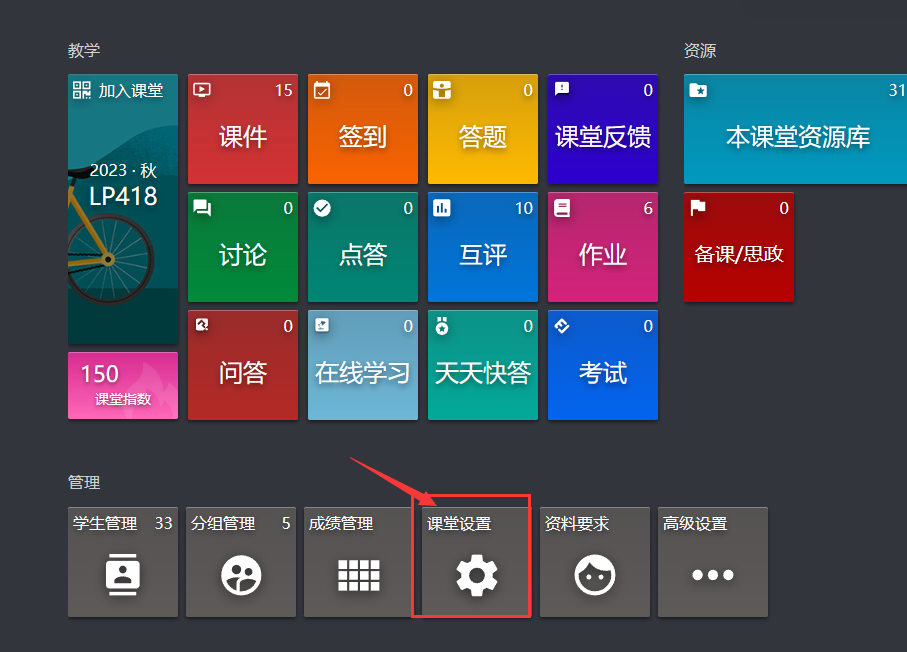 教学
资源
加入课堂
2023 · 秋
LP418
150
课堂指数
15
课件
0
签到
0
答题
0
课堂反馈
31
本课堂资源库
0
讨论
0
点答
10
互评
6
作业
0
备课/思政
0
问答
0
在线学习
0
天天快答
0
考试
管理
学生管理 33
分组管理 5
成绩管理
课堂设置
资料要求
高级设置